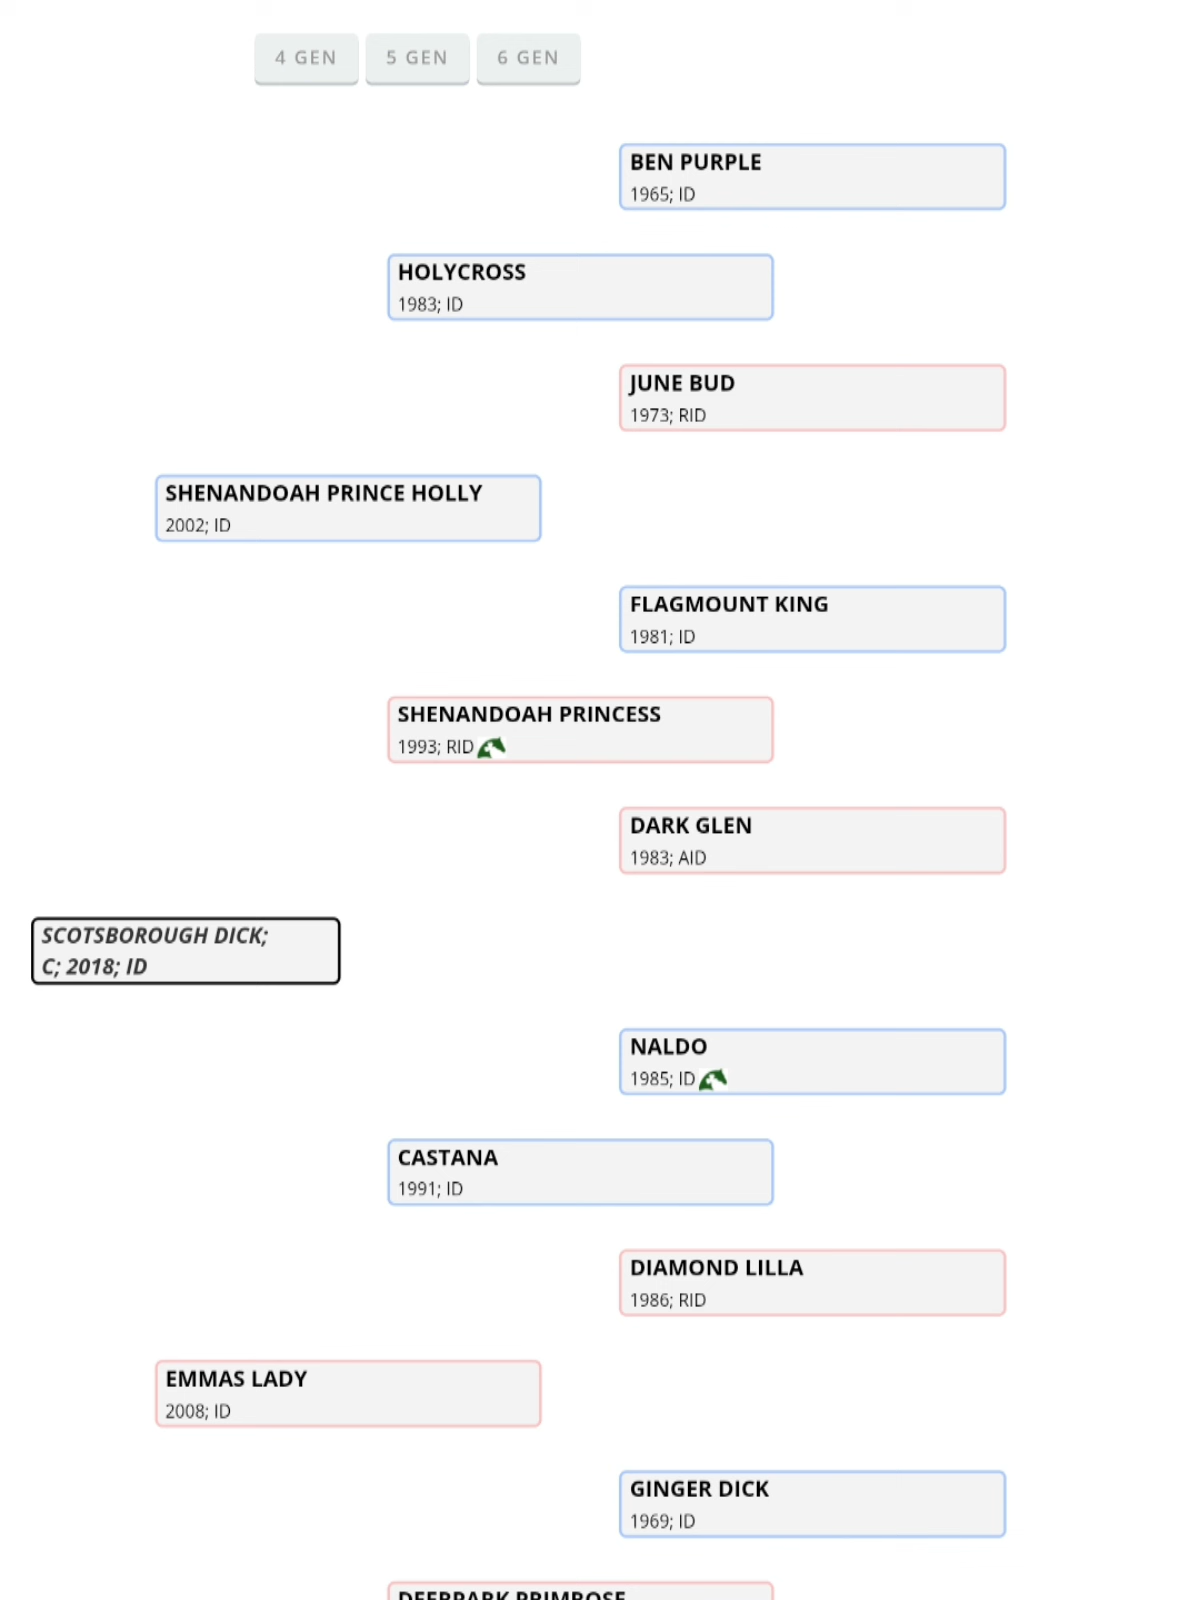 4 GEN 5 GEN 6 GEN
BEN PURPLE
1965; ID
HOLYCROSS
1983; ID
JUNE BUD
1973; RID
SHENANDOAH PRINCE HOLLY
2002; ID
FLAGMOUNT KING
1981; ID
SHENANDOAH PRINCESS
1993; RID
DARK GLEN
1983; AID
SCOTSBOROUGH DICK;
C; 2018; ID
NALDO
1985; ID
CASTANA
1991; ID
DIAMOND LILLA
1986; RID
EMMAS LADY
2008; ID
GINGER DICK
1969; ID
DEERPARK PRIMROSE